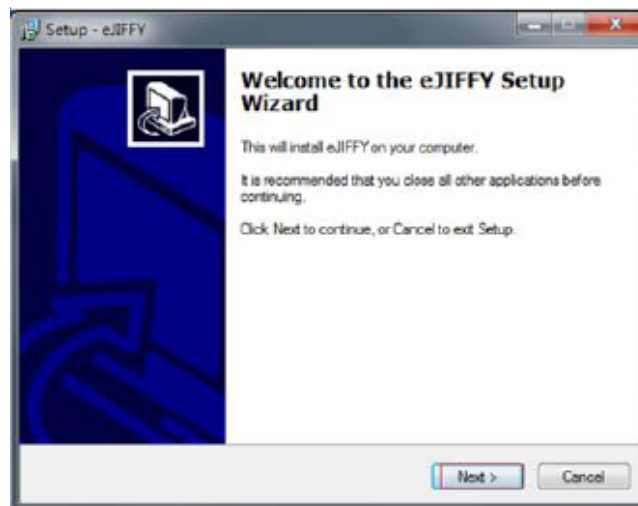 Setup - eJIFFY
Welcome to the eJIFFY Setup
Wizard
This will install eJIFFY on your computer.
It is recommended that you close all other applications before
continuing.
Click Next to continue, or Cancel to exit Setup.
Next >
Cancel